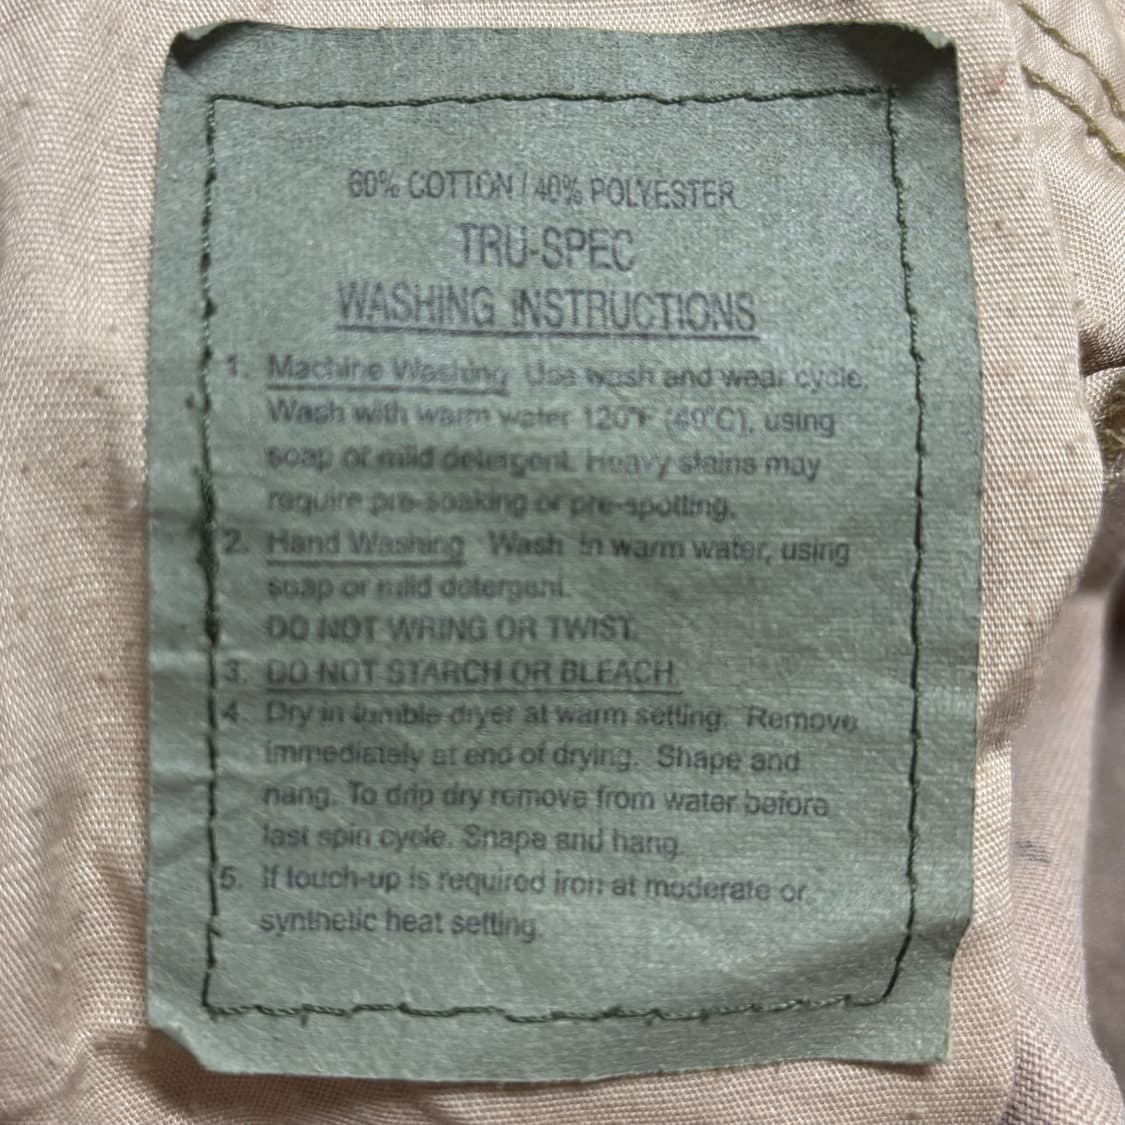 60% COTTON / 40% POLYESTER
TRU-SPEC
WASHING INSTRUCTIONS
1. Machine Washing Use wash and wear cycle.
Wash with warm water 120°F (49°C), using
soap or mild detergent. Heavy stains may
require pre-soaking or pre-spotting.
2. Hand Washing Wash in warm water, using
soap or mild detergent.
DO NOT WRING OR TWIST.
3. DO NOT STARCH OR BLEACH.
4. Dry in tumble dryer at warm setting. Remove
immediately at end of drying. Shape and
hang. To drip dry remove from water before
last spin cycle. Shape and hang.
5. If touch-up is required iron at moderate or
synthetic heat setting.